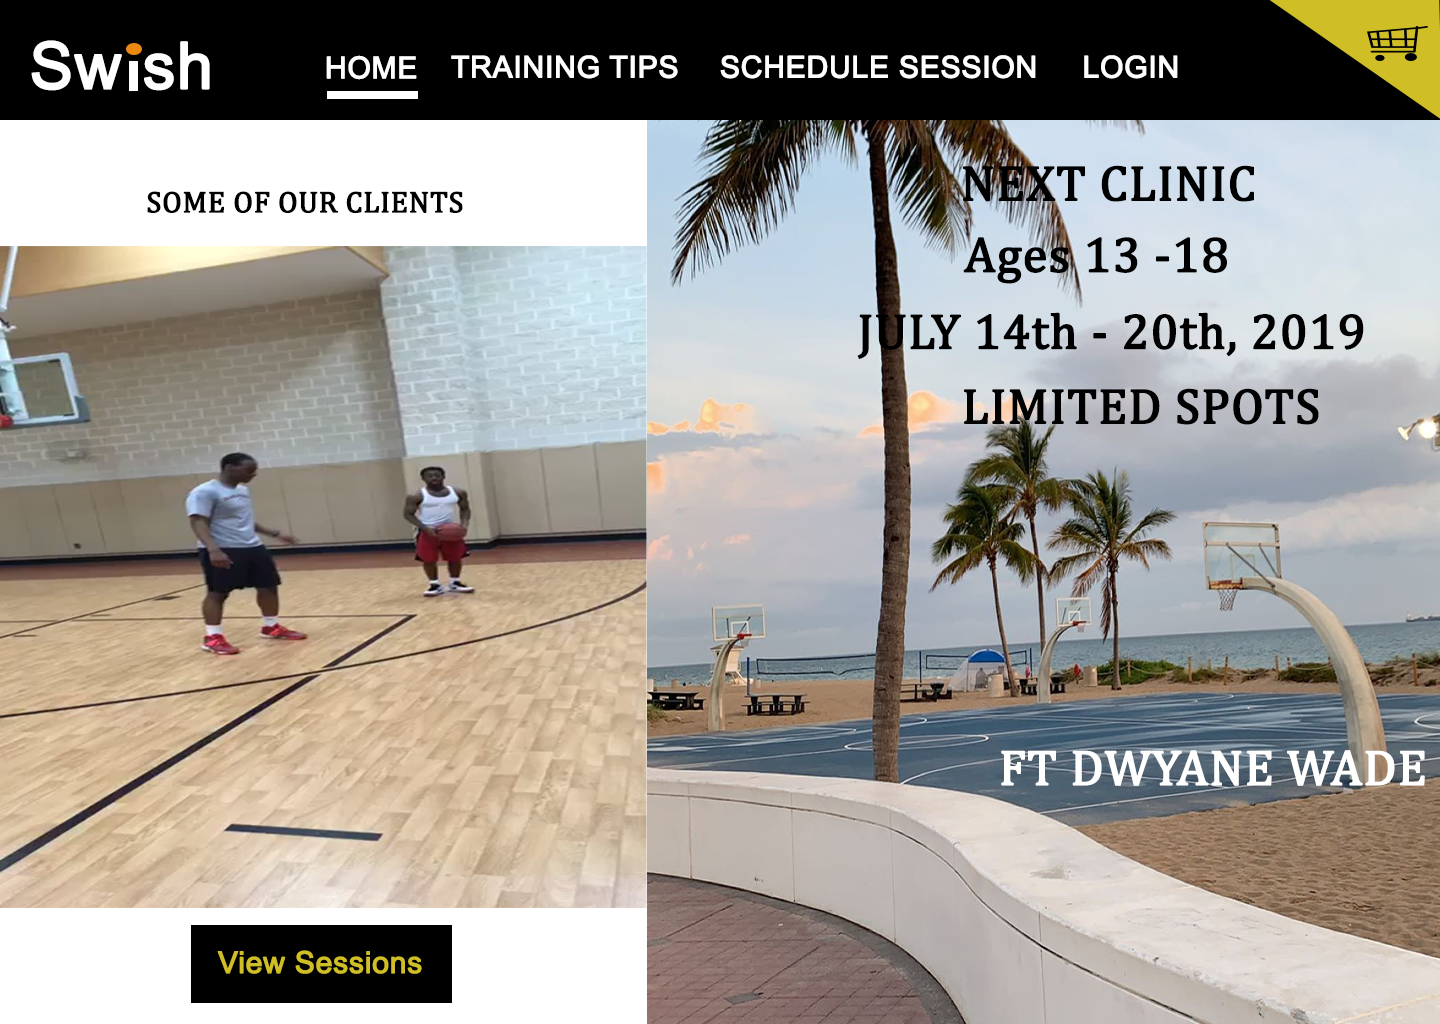 Swish
HOME
TRAINING TIPS
SCHEDULE SESSION
LOGIN
SOME OF OUR CLIENTS
View Sessions
NEXT CLINIC
Ages 13 -18
JULY 14th - 20th, 2019
LIMITED SPOTS
FT DWYANE WADE